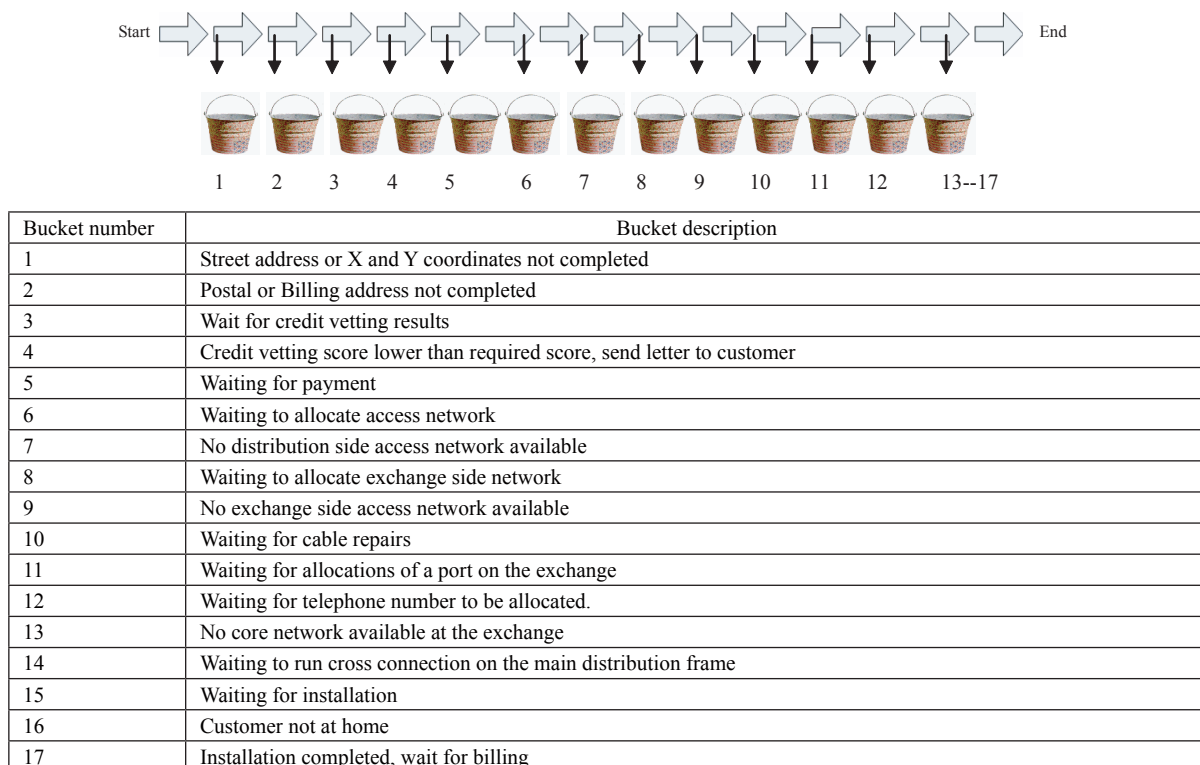 Start End
1 2 3 4 5 6 7 8 9 10 11 12 13--17
Bucket number Bucket description
1 Street address or X and Y coordinates not completed
2 Postal or Billing address not completed
3 Wait for credit vetting results
4 Credit vetting score lower than required score, send letter to customer
5 Waiting for payment
6 Waiting to allocate access network
7 No distribution side access network available
8 Waiting to allocate exchange side network
9 No exchange side access network available
10 Waiting for cable repairs
11 Waiting for allocations of a port on the exchange
12 Waiting for telephone number to be allocated.
13 No core network available at the exchange
14 Waiting to run cross connection on the main distribution frame
15 Waiting for installation
16 Customer not at home
17 Installation completed, wait for billing